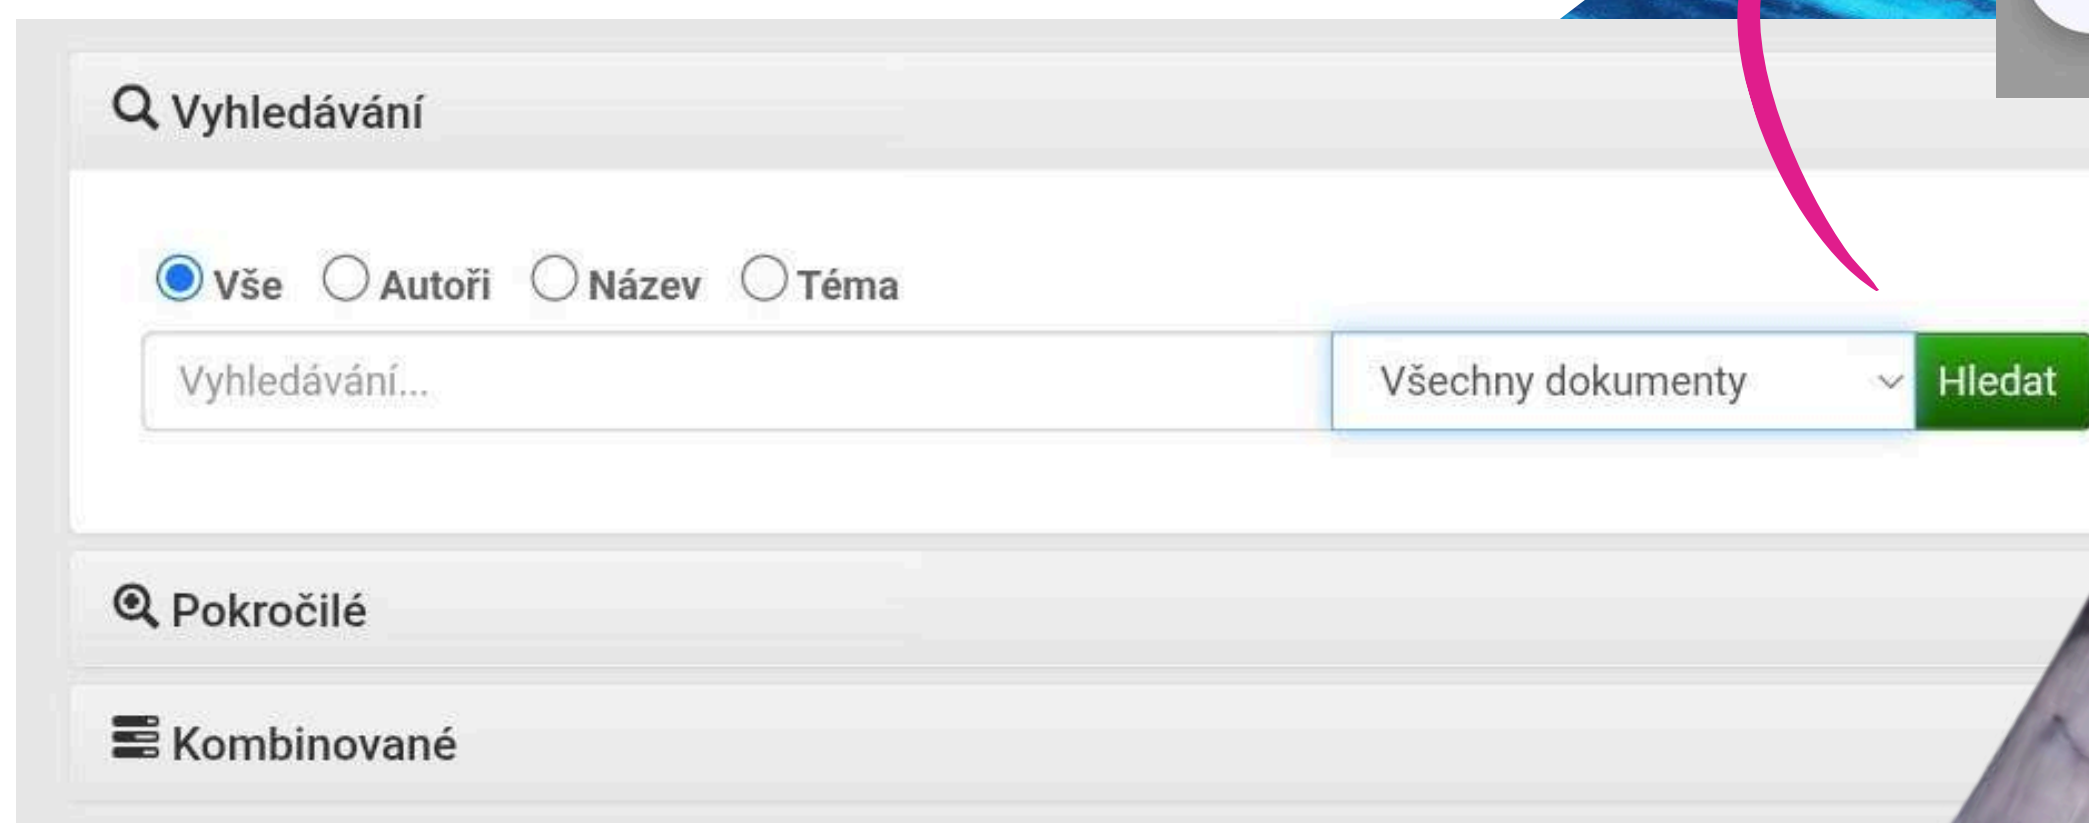 Vyhledávání
Vše Autoři Název Téma
Vyhledávání... Všechny dokumenty Hledat
Pokročilé
Kombinované